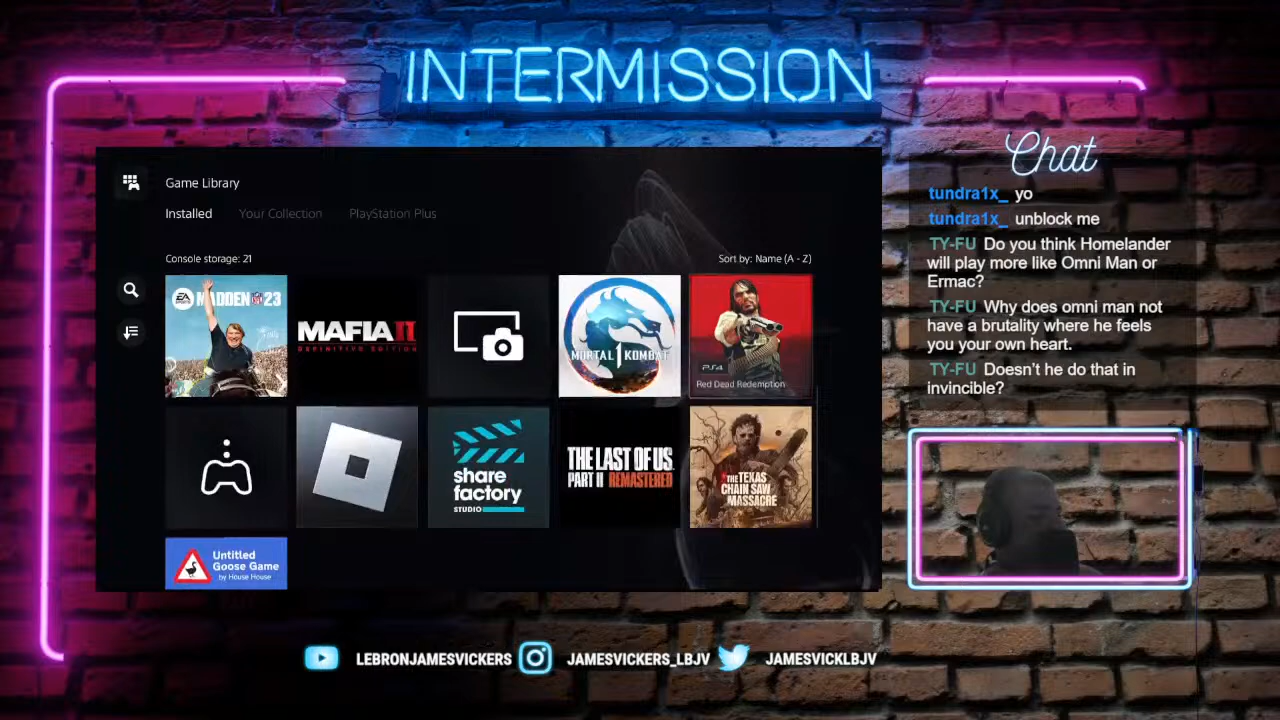 INTERMISSION
Chat
Game Library
Installed Your Collection PlayStation Plus
Console storage: 21
Sort by: Name (A - Z)
EA MADDEN NFL 23
MAFIA II
DEFINITIVE EDITION
MORTAL KOMBAT 1
PS4
Red Dead Redemption
share
factory
STUDIO
THE LAST OF US
PART II REMASTERED
THE TEXAS
CHAIN SAW
MASSACRE
Untitled
Goose Game
by House House
tundra1x_ yo
tundra1x_ unblock me
TY-FU Do you think Homelander
will play more like Omni Man or
Ermac?
TY-FU Why does omni man not
have a brutality where he feels
you your own heart.
TY-FU Doesn't he do that in
invincible?
LEBRONJAMESVICKERS
JAMESVICKERS_LBJV
JAMESVICKLBJV